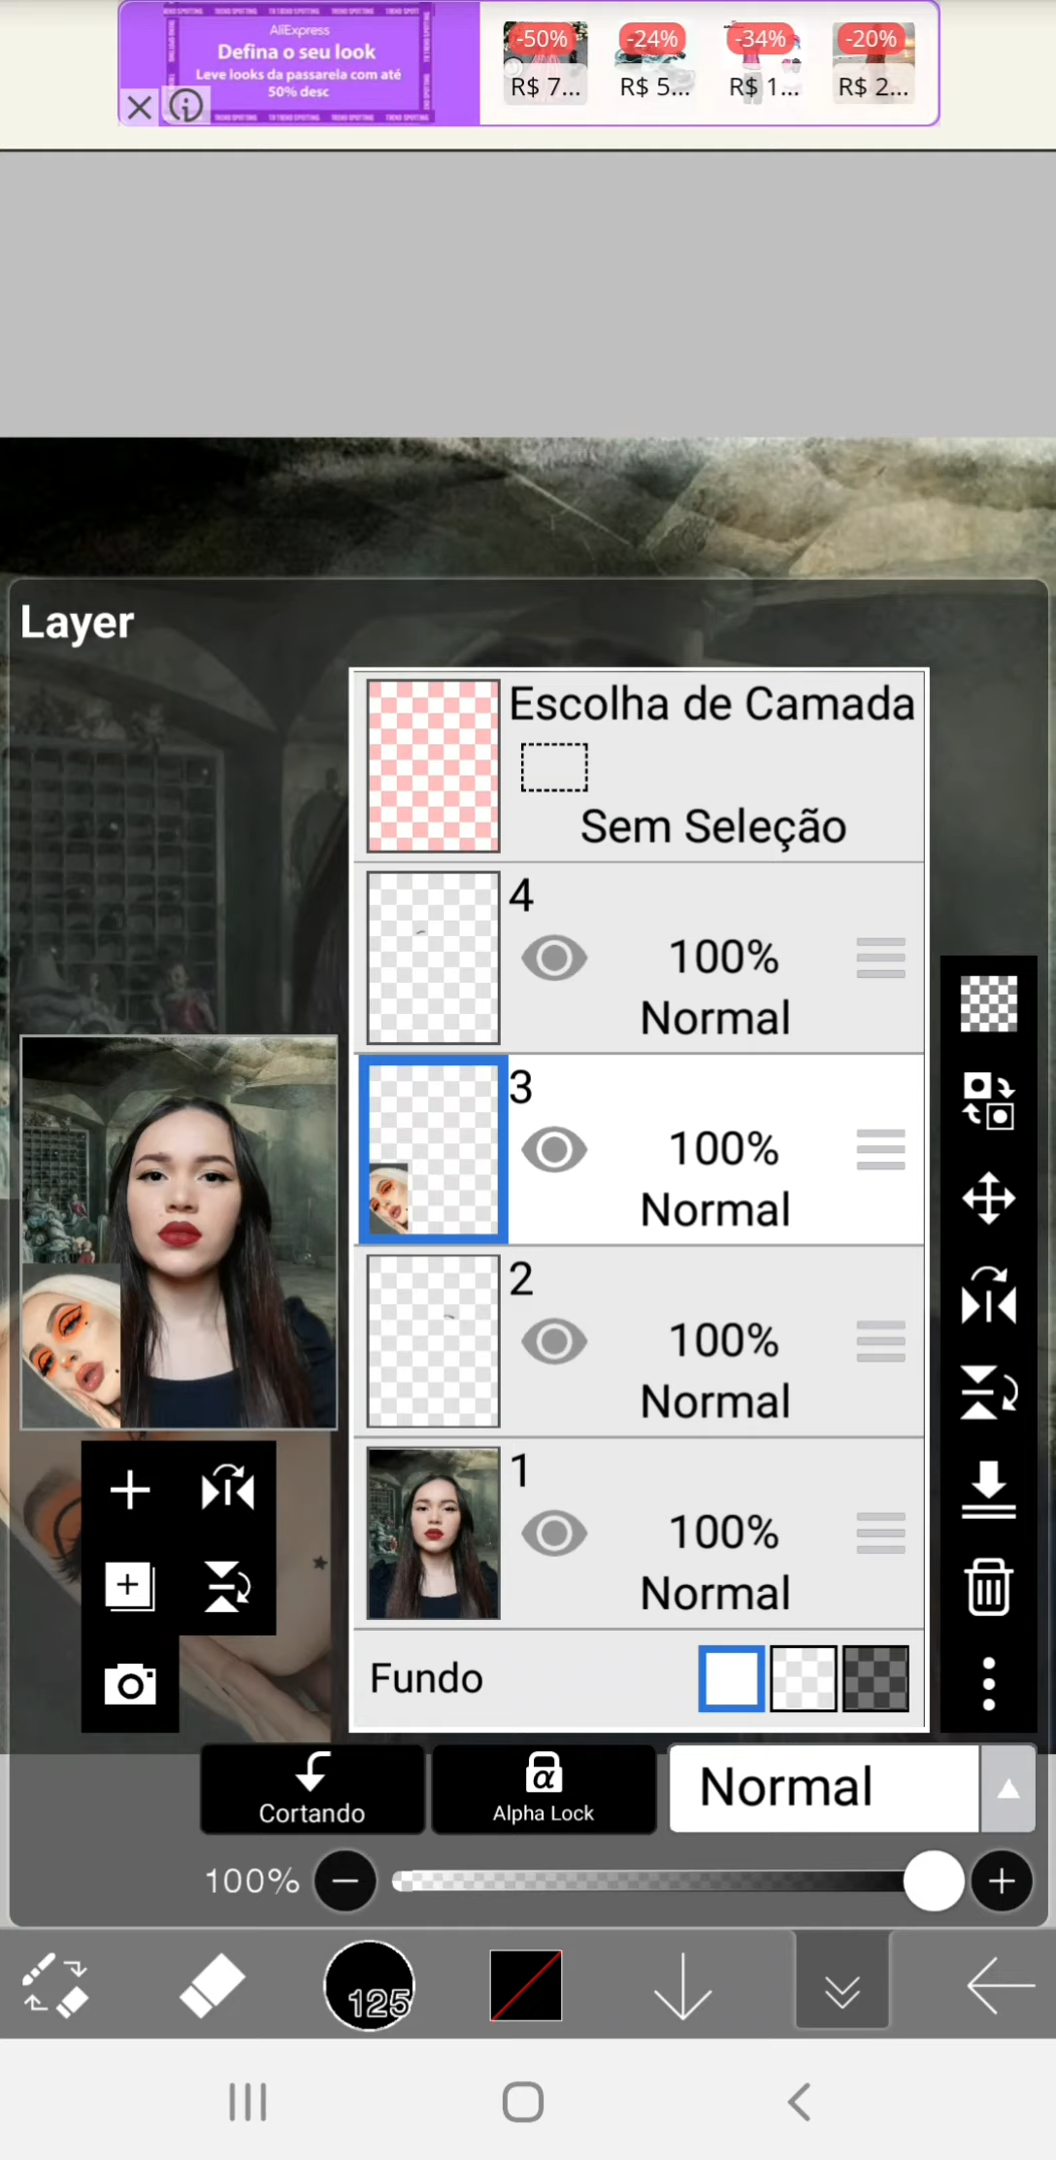 AliExpress
Defina o seu look
Leve looks da passarela com até
50% desc
-50%
R$ 7...
-24%
R$ 5...
-34%
R$ 1...
-20%
R$ 2...
Layer
Escolha de Camada
Sem Seleção
4
100%
Normal
3
100%
Normal
2
100%
Normal
1
100%
Normal
Fundo
Cortando
α
Alpha Lock
Normal
100%
125